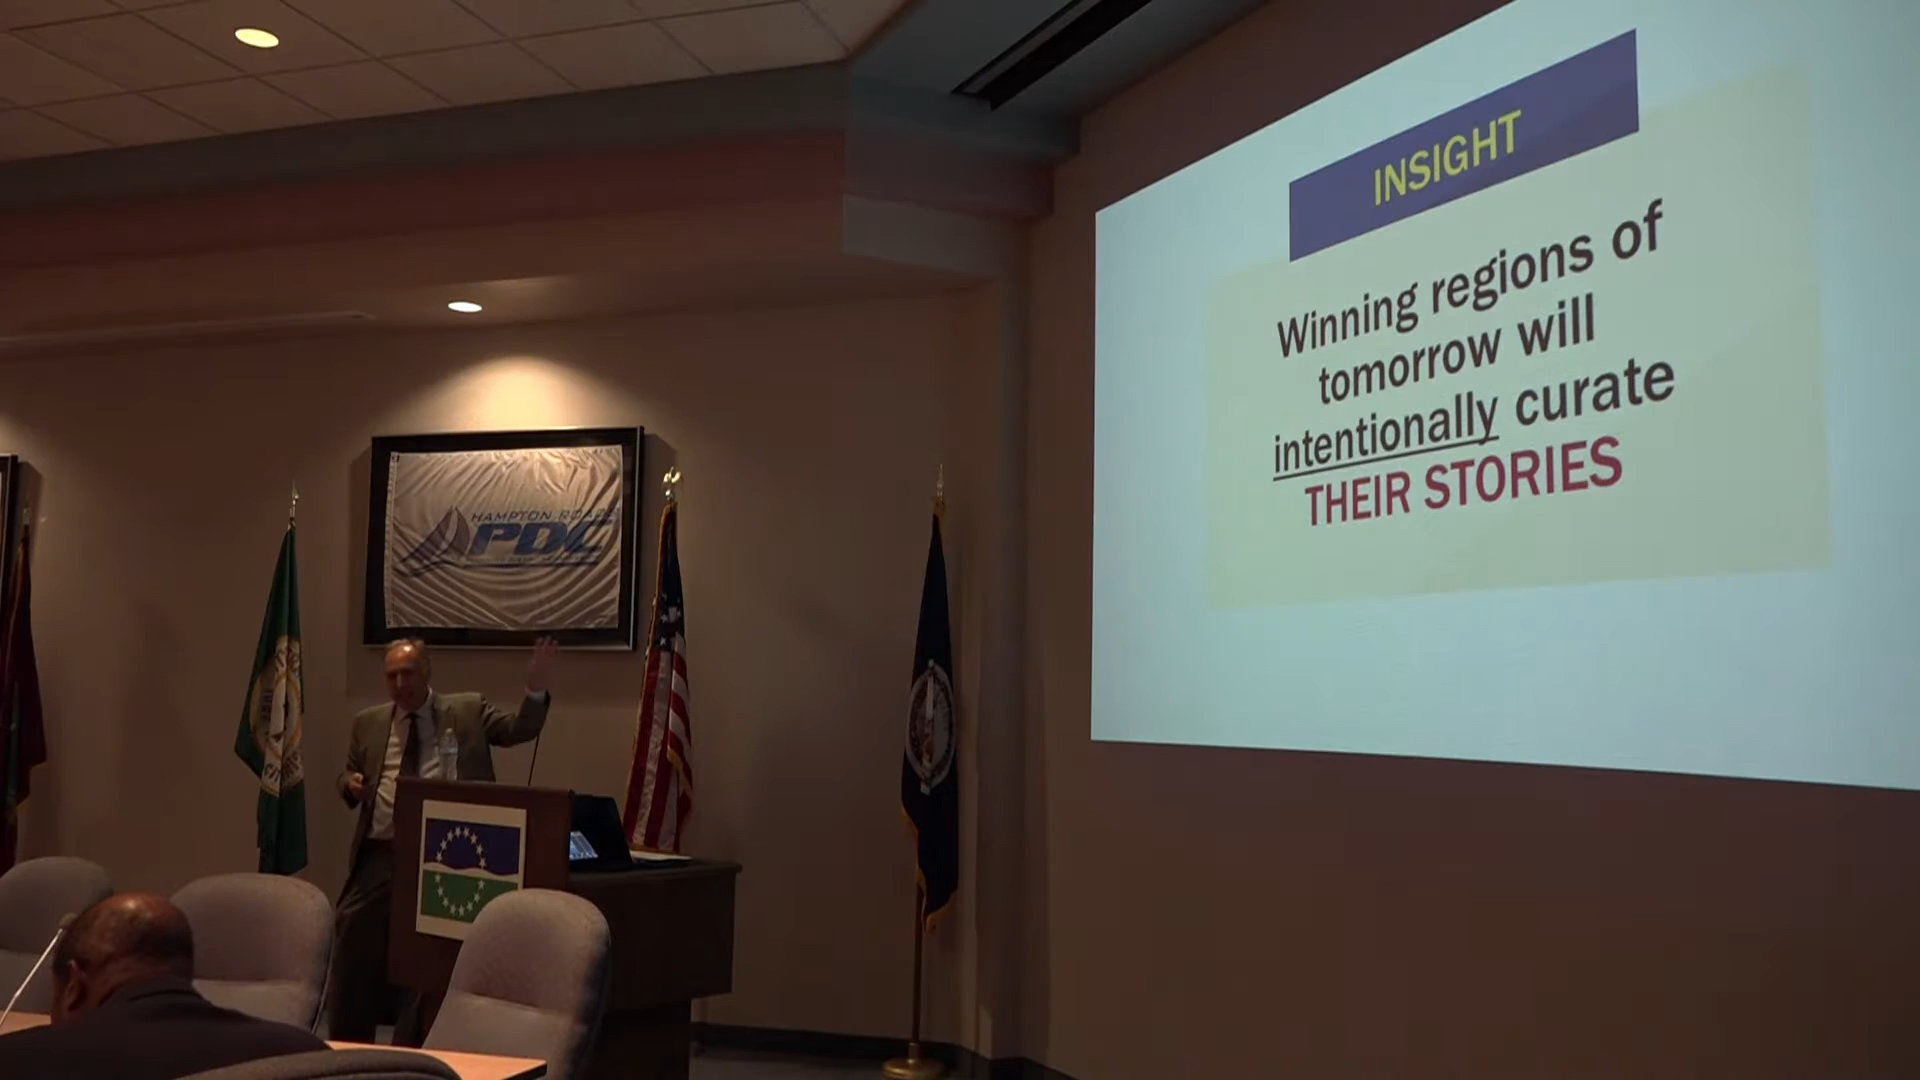 INSIGHT
Winning regions of
tomorrow will
intentionally curate
THEIR STORIES
HAMPTON ROADS
PDC